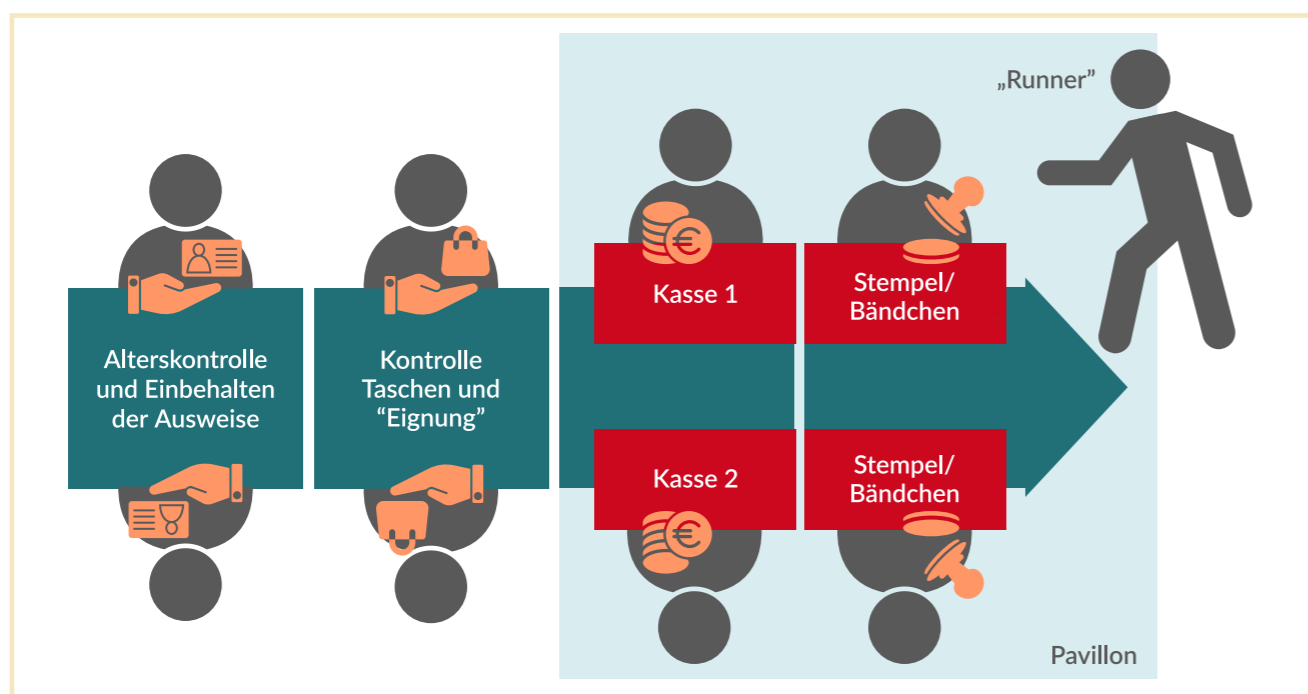 „Runner”
Alterskontrolle
und Einbehalten
der Ausweise
Kontrolle
Taschen und
“Eignung”
€
Kasse 1
Stempel/
Bändchen
Kasse 2
€
Stempel/
Bändchen
Pavillon